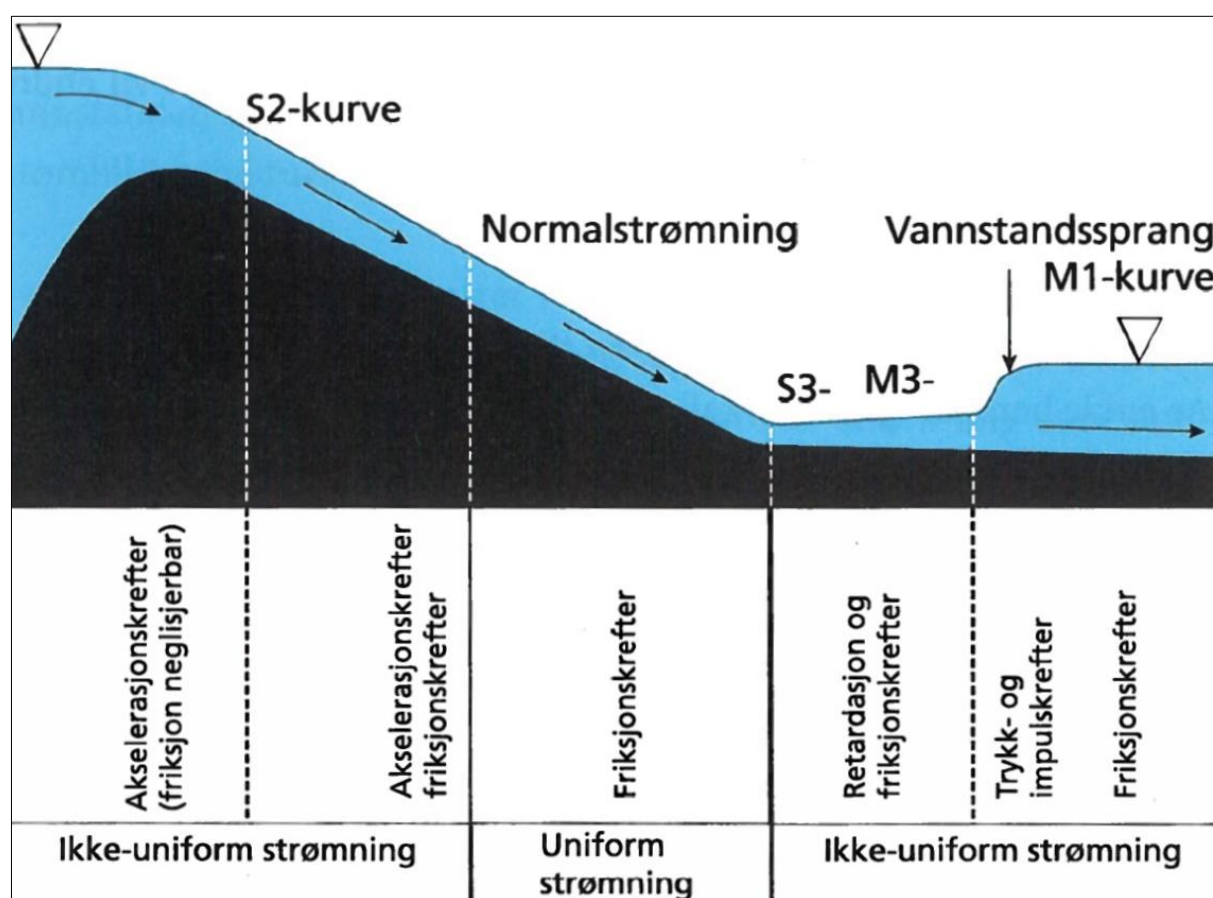 S2-kurve
Normalstrømning
Vannstandssprang
M1-kurve
S3-
M3-
Akselerasjonskrefter
(friksjon neglisjerbar)
Akselerasjonskrefter
friksjonskrefter
Friksjonskrefter
Retardasjon og
friksjonskrefter
Trykk- og
impulskrefter
Friksjonskrefter
Ikke-uniform strømning
Uniform
strømning
Ikke-uniform strømning